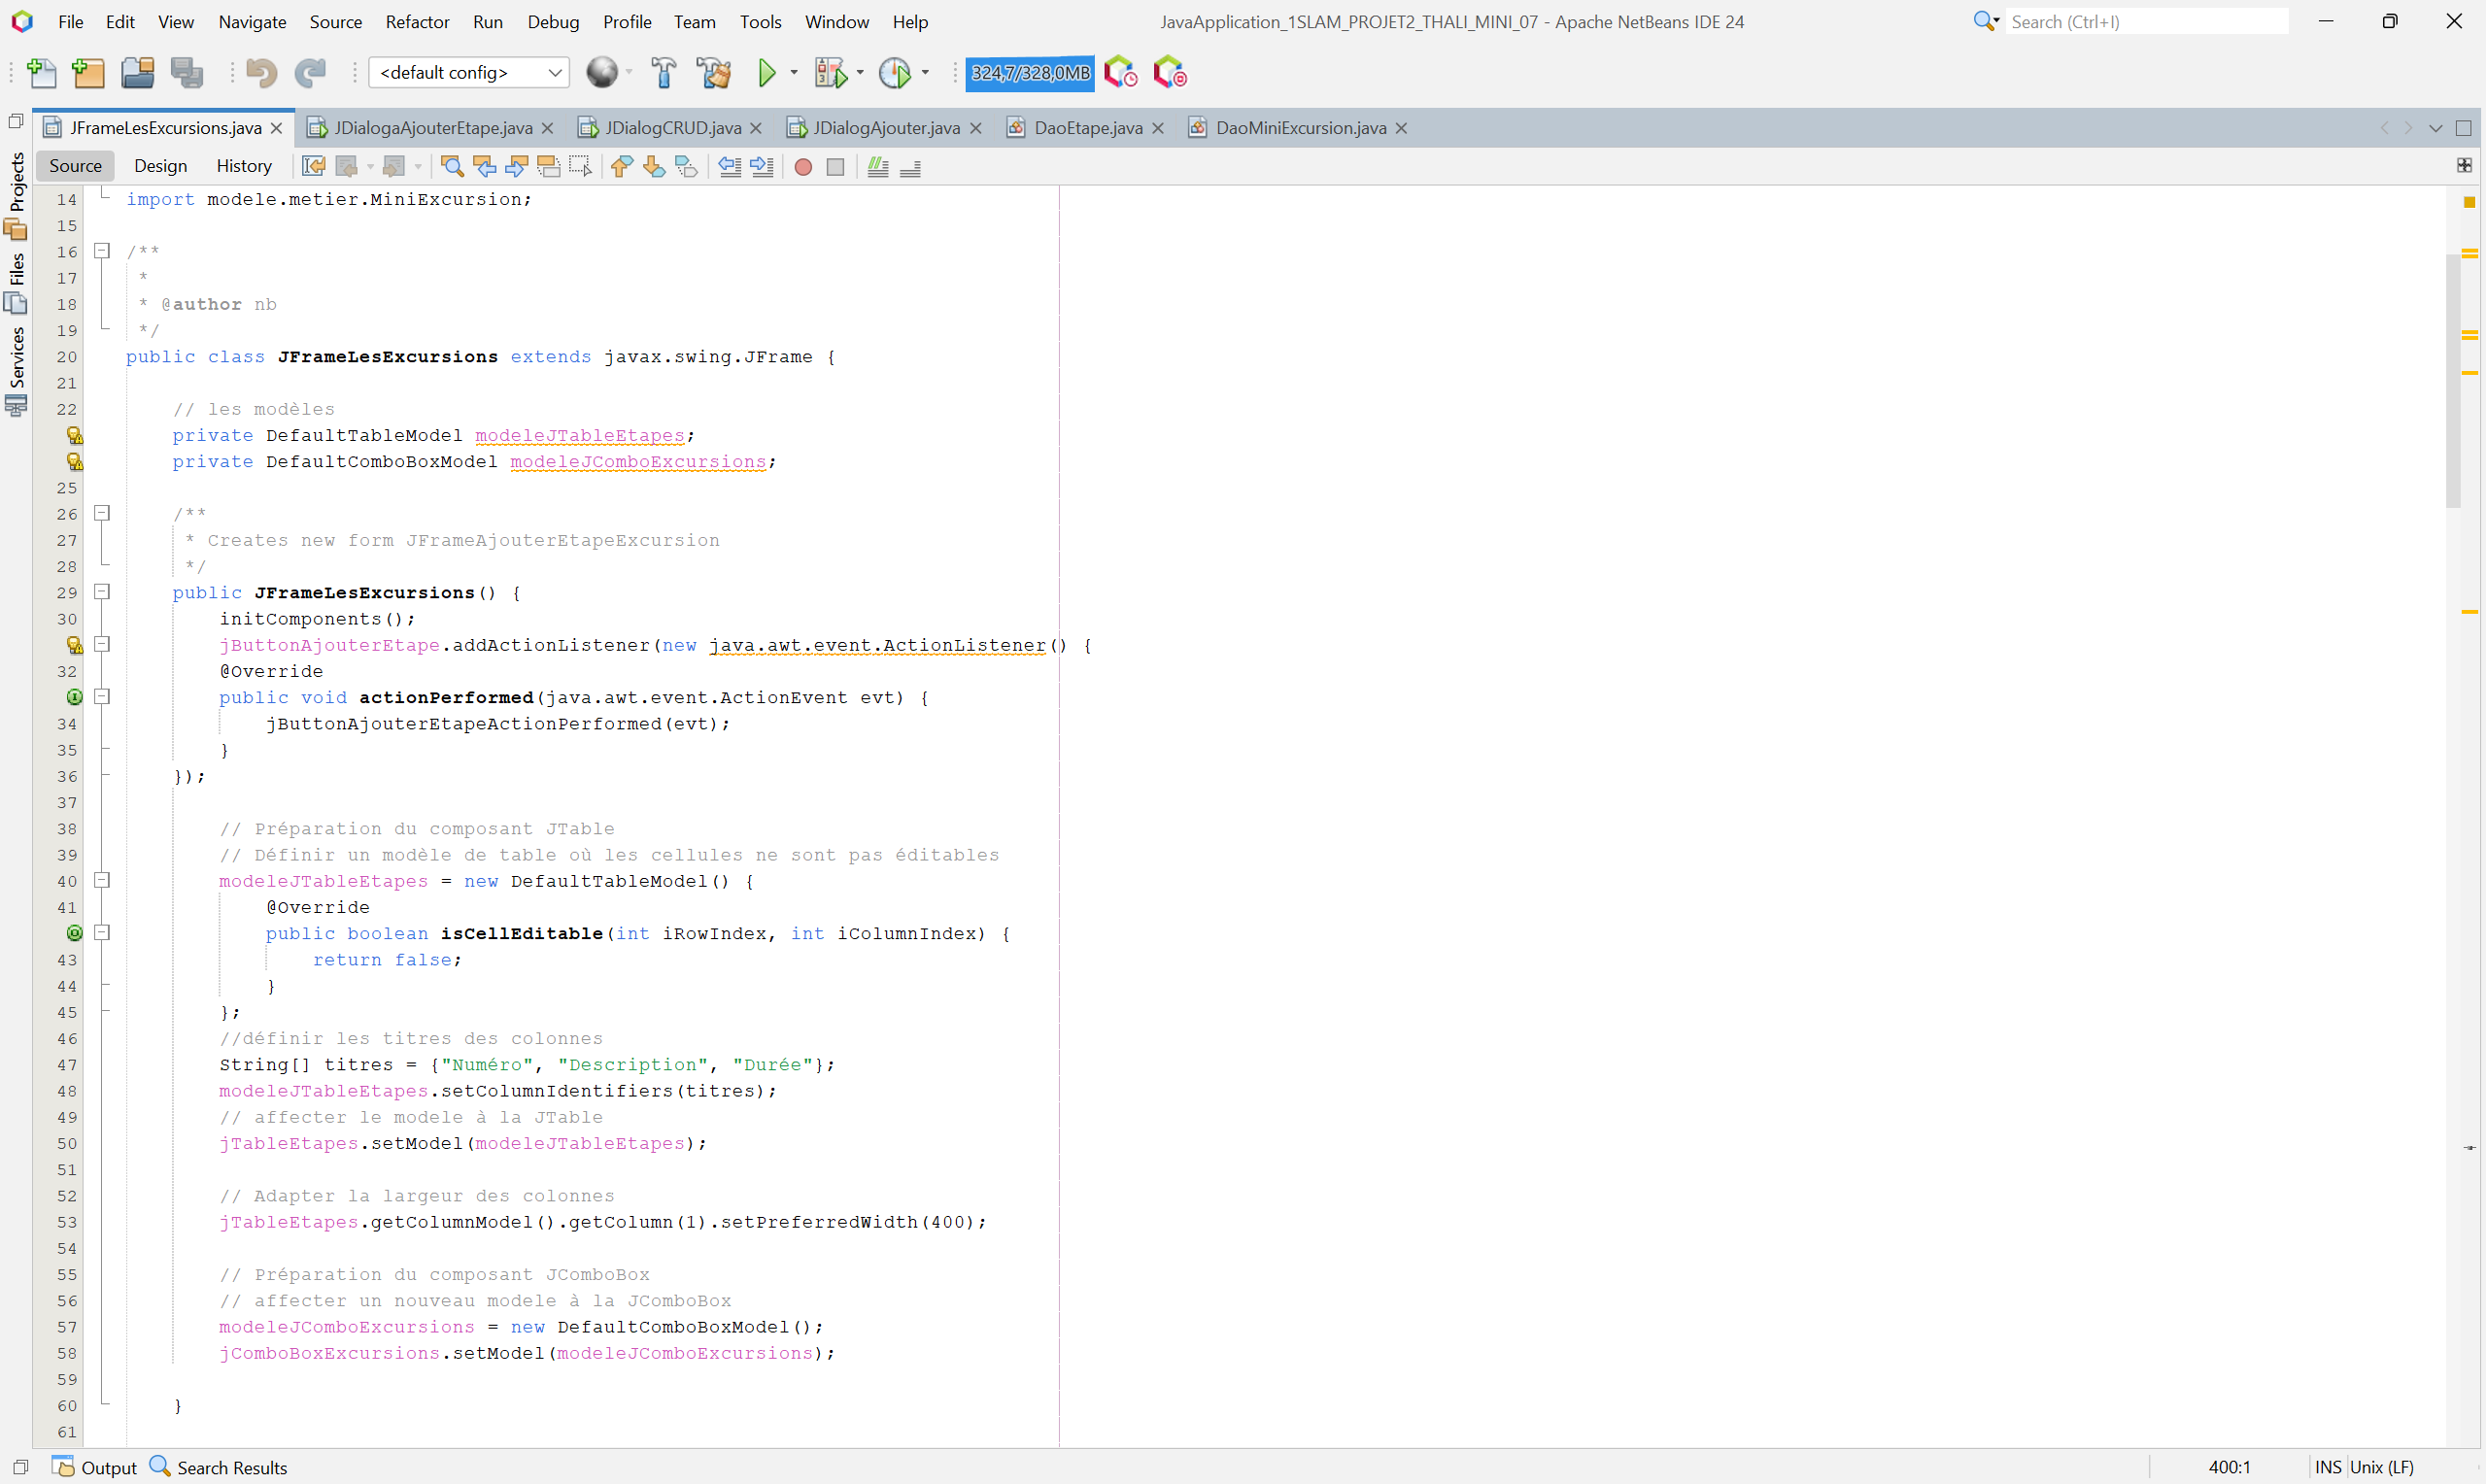 File Edit View Navigate Source Refactor Run Debug Profile Team Tools Window Help
JavaApplication_1SLAM_PROJET2_THALI_MINI_07 - Apache NetBeans IDE 24
Search (Ctrl+I)
<default config>
324,7/328,0MB
JFrameLesExcursions.java JDialogaAjouterEtape.java JDialogCRUD.java JDialogAjouter.java DaoEtape.java DaoMiniExcursion.java
Source Design History
Projects
Files
Services
14 import modele.metier.MiniExcursion;
15
16 /**
17 *
18 * @author nb
19 */
20 public class JFrameLesExcursions extends javax.swing.JFrame {
21
22 // les modèles
private DefaultTableModel modeleJTableEtapes;
private DefaultComboBoxModel modeleJComboExcursions;
25
26 /**
27 * Creates new form JFrameAjouterEtapeExcursion
28 */
29 public JFrameLesExcursions() {
30 initComponents();
jButtonAjouterEtape.addActionListener(new java.awt.event.ActionListener() {
32 @Override
public void actionPerformed(java.awt.event.ActionEvent evt) {
34 jButtonAjouterEtapeActionPerformed(evt);
35 }
36 });
37
38 // Préparation du composant JTable
39 // Définir un modèle de table où les cellules ne sont pas éditables
40 modeleJTableEtapes = new DefaultTableModel() {
41 @Override
public boolean isCellEditable(int iRowIndex, int iColumnIndex) {
43 return false;
44 }
45 };
46 //définir les titres des colonnes
47 String[] titres = {"Numéro", "Description", "Durée"};
48 modeleJTableEtapes.setColumnIdentifiers(titres);
49 // affecter le modele à la JTable
50 jTableEtapes.setModel(modeleJTableEtapes);
51
52 // Adapter la largeur des colonnes
53 jTableEtapes.getColumnModel().getColumn(1).setPreferredWidth(400);
54
55 // Préparation du composant JComboBox
56 // affecter un nouveau modele à la JComboBox
57 modeleJComboExcursions = new DefaultComboBoxModel();
58 jComboBoxExcursions.setModel(modeleJComboExcursions);
59
60 }
61
Output Search Results
400:1 INS Unix (LF)